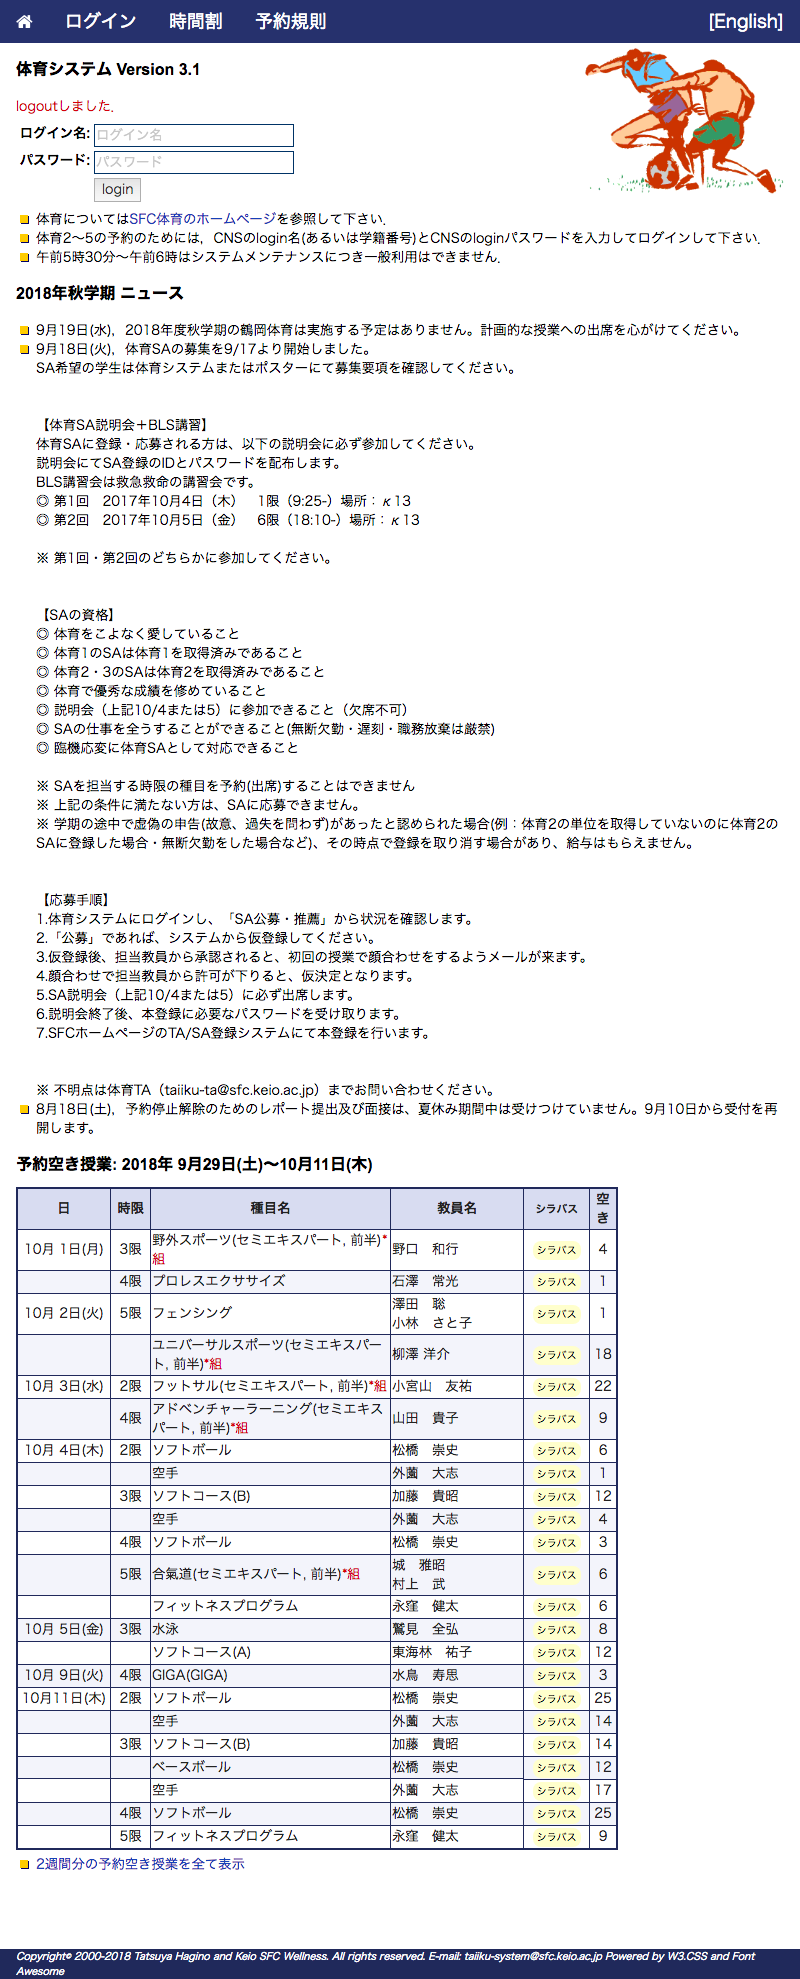 ログイン 時間割 予約規則 [English]
体育システム Version 3.1
logoutしました.
ログイン名: ログイン名
パスワード: パスワード
login
体育についてはSFC体育のホームページを参照して下さい.
体育2〜5の予約のためには, CNSのlogin名(あるいは学籍番号)とCNSのloginパスワードを入力してログインして下さい.
午前5時30分〜午前6時はシステムメンテナンスにつき一般利用はできません.
2018年秋学期 ニュース
9月19日(水), 2018年度秋学期の鶴岡体育は実施する予定はありません。計画的な授業への出席を心がけてください。
9月18日(火), 体育SAの募集を9/17より開始しました。
SA希望の学生は体育システムまたはポスターにて募集要項を確認してください。
【体育SA説明会＋BLS講習】
体育SAに登録・応募される方は、以下の説明会に必ず参加してください。
説明会にてSA登録のIDとパスワードを配布します。
BLS講習会は救急救命の講習会です。
◎ 第1回　2017年10月4日（木）　1限（9:25-）場所：κ13
◎ 第2回　2017年10月5日（金）　6限（18:10-）場所：κ13
※ 第1回・第2回のどちらかに参加してください。
【SAの資格】
◎ 体育をこよなく愛していること
◎ 体育1のSAは体育1を取得済みであること
◎ 体育2・3のSAは体育2を取得済みであること
◎ 体育で優秀な成績を修めていること
◎ 説明会（上記10/4または5）に参加できること（欠席不可）
◎ SAの仕事を全うすることができること(無断欠勤・遅刻・職務放棄は厳禁)
◎ 臨機応変に体育SAとして対応できること
※ SAを担当する時限の種目を予約(出席)することはできません
※ 上記の条件に満たない方は、SAに応募できません。
※ 学期の途中で虚偽の申告(故意、過失を問わず)があったと認められた場合(例：体育2の単位を取得していないのに体育2の
SAに登録した場合・無断欠勤をした場合など)、その時点で登録を取り消す場合があり、給与はもらえません。
【応募手順】
1.体育システムにログインし、「SA公募・推薦」から状況を確認します。
2.「公募」であれば、システムから仮登録してください。
3.仮登録後、担当教員から承認されると、初回の授業で顔合わせをするようメールが来ます。
4.顔合わせで担当教員から許可が下りると、仮決定となります。
5.SA説明会（上記10/4または5）に必ず出席します。
6.説明会終了後、本登録に必要なパスワードを受け取ります。
7.SFCホームページのTA/SA登録システムにて本登録を行います。
※ 不明点は体育TA（taiiku-ta@sfc.keio.ac.jp）までお問い合わせください。
8月18日(土), 予約停止解除のためのレポート提出及び面接は、夏休み期間中は受けつけていません。9月10日から受付を再
開します。
予約空き授業: 2018年 9月29日(土)〜10月11日(木)
日 時限 種目名 教員名 シラバス 空き
10月 1日(月) 3限 野外スポーツ(セミエキスパート, 前半)*組 野口　和行 シラバス 4
4限 プロレスエクササイズ 石澤　常光 シラバス 1
10月 2日(火) 5限 フェンシング 澤田　聡 小林　さと子 シラバス 1
ユニバーサルスポーツ(セミエキスパート, 前半)*組 柳澤 洋介 シラバス 18
10月 3日(水) 2限 フットサル(セミエキスパート, 前半)*組 小宮山　友祐 シラバス 22
4限 アドベンチャーラーニング(セミエキスパート, 前半)*組 山田　貴子 シラバス 9
10月 4日(木) 2限 ソフトボール 松橋　崇史 シラバス 6
空手 外薗　大志 シラバス 1
3限 ソフトコース(B) 加藤　貴昭 シラバス 12
空手 外薗　大志 シラバス 4
4限 ソフトボール 松橋　崇史 シラバス 3
5限 合氣道(セミエキスパート, 前半)*組 城　雅昭 村上　武 シラバス 6
フィットネスプログラム 永窪　健太 シラバス 6
10月 5日(金) 3限 水泳 鷲見　全弘 シラバス 8
ソフトコース(A) 東海林　祐子 シラバス 12
10月 9日(火) 4限 GIGA(GIGA) 水鳥　寿思 シラバス 3
10月11日(木) 2限 ソフトボール 松橋　崇史 シラバス 25
空手 外薗　大志 シラバス 14
3限 ソフトコース(B) 加藤　貴昭 シラバス 14
ベースボール 松橋　崇史 シラバス 12
空手 外薗　大志 シラバス 17
4限 ソフトボール 松橋　崇史 シラバス 25
5限 フィットネスプログラム 永窪　健太 シラバス 9
2週間分の予約空き授業を全て表示
Copyright© 2000-2018 Tatsuya Hagino and Keio SFC Wellness. All rights reserved. E-mail: taiiku-system@sfc.keio.ac.jp Powered by W3.CSS and Font
Awesome